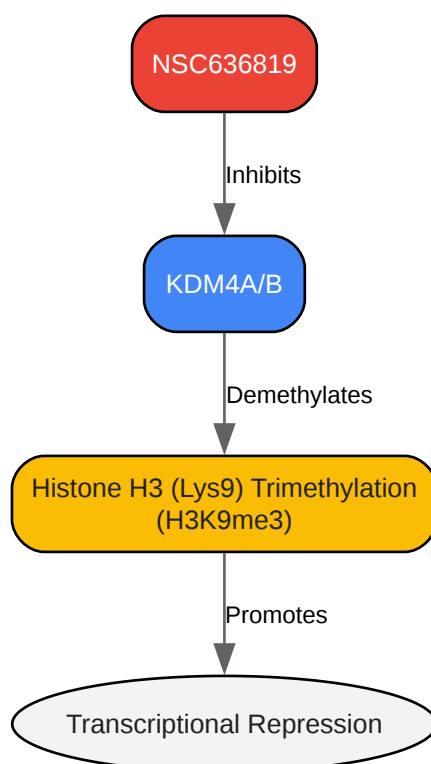 NSC636819
Inhibits
KDM4A/B
Demethylates
Histone H3 (Lys9) Trimethylation
(H3K9me3)
Promotes
Transcriptional Repression